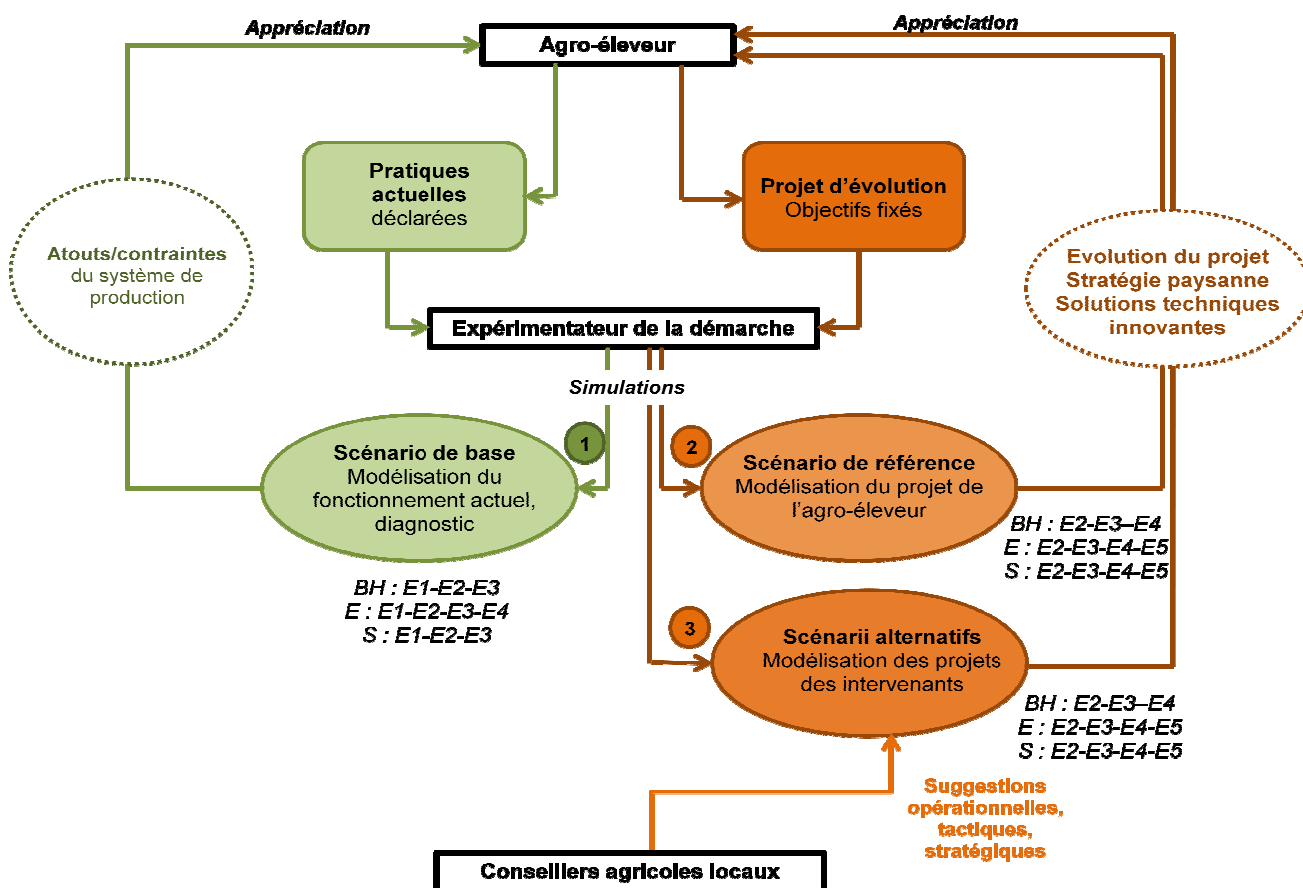 Appréciation
Agro-éleveur
Appréciation
Pratiques
actuelles
déclarées
Projet d'évolution
Objectifs fixés
Atouts/contraintes
du système de
production
Evolution du projet
Stratégie paysanne
Solutions techniques
innovantes
Expérimentateur de la démarche
Simulations
1
Scénario de base
Modélisation du
fonctionnement actuel,
diagnostic
2
Scénario de référence
Modélisation du projet de
l'agro-éleveur
BH : E1-E2-E3
E : E1-E2-E3-E4
S : E1-E2-E3
BH : E2-E3–E4
E : E2-E3-E4-E5
S : E2-E3-E4-E5
3
Scénarii alternatifs
Modélisation des projets
des intervenants
BH : E2-E3–E4
E : E2-E3-E4-E5
S : E2-E3-E4-E5
Suggestions
opérationnelles,
tactiques,
stratégiques
Conseillers agricoles locaux